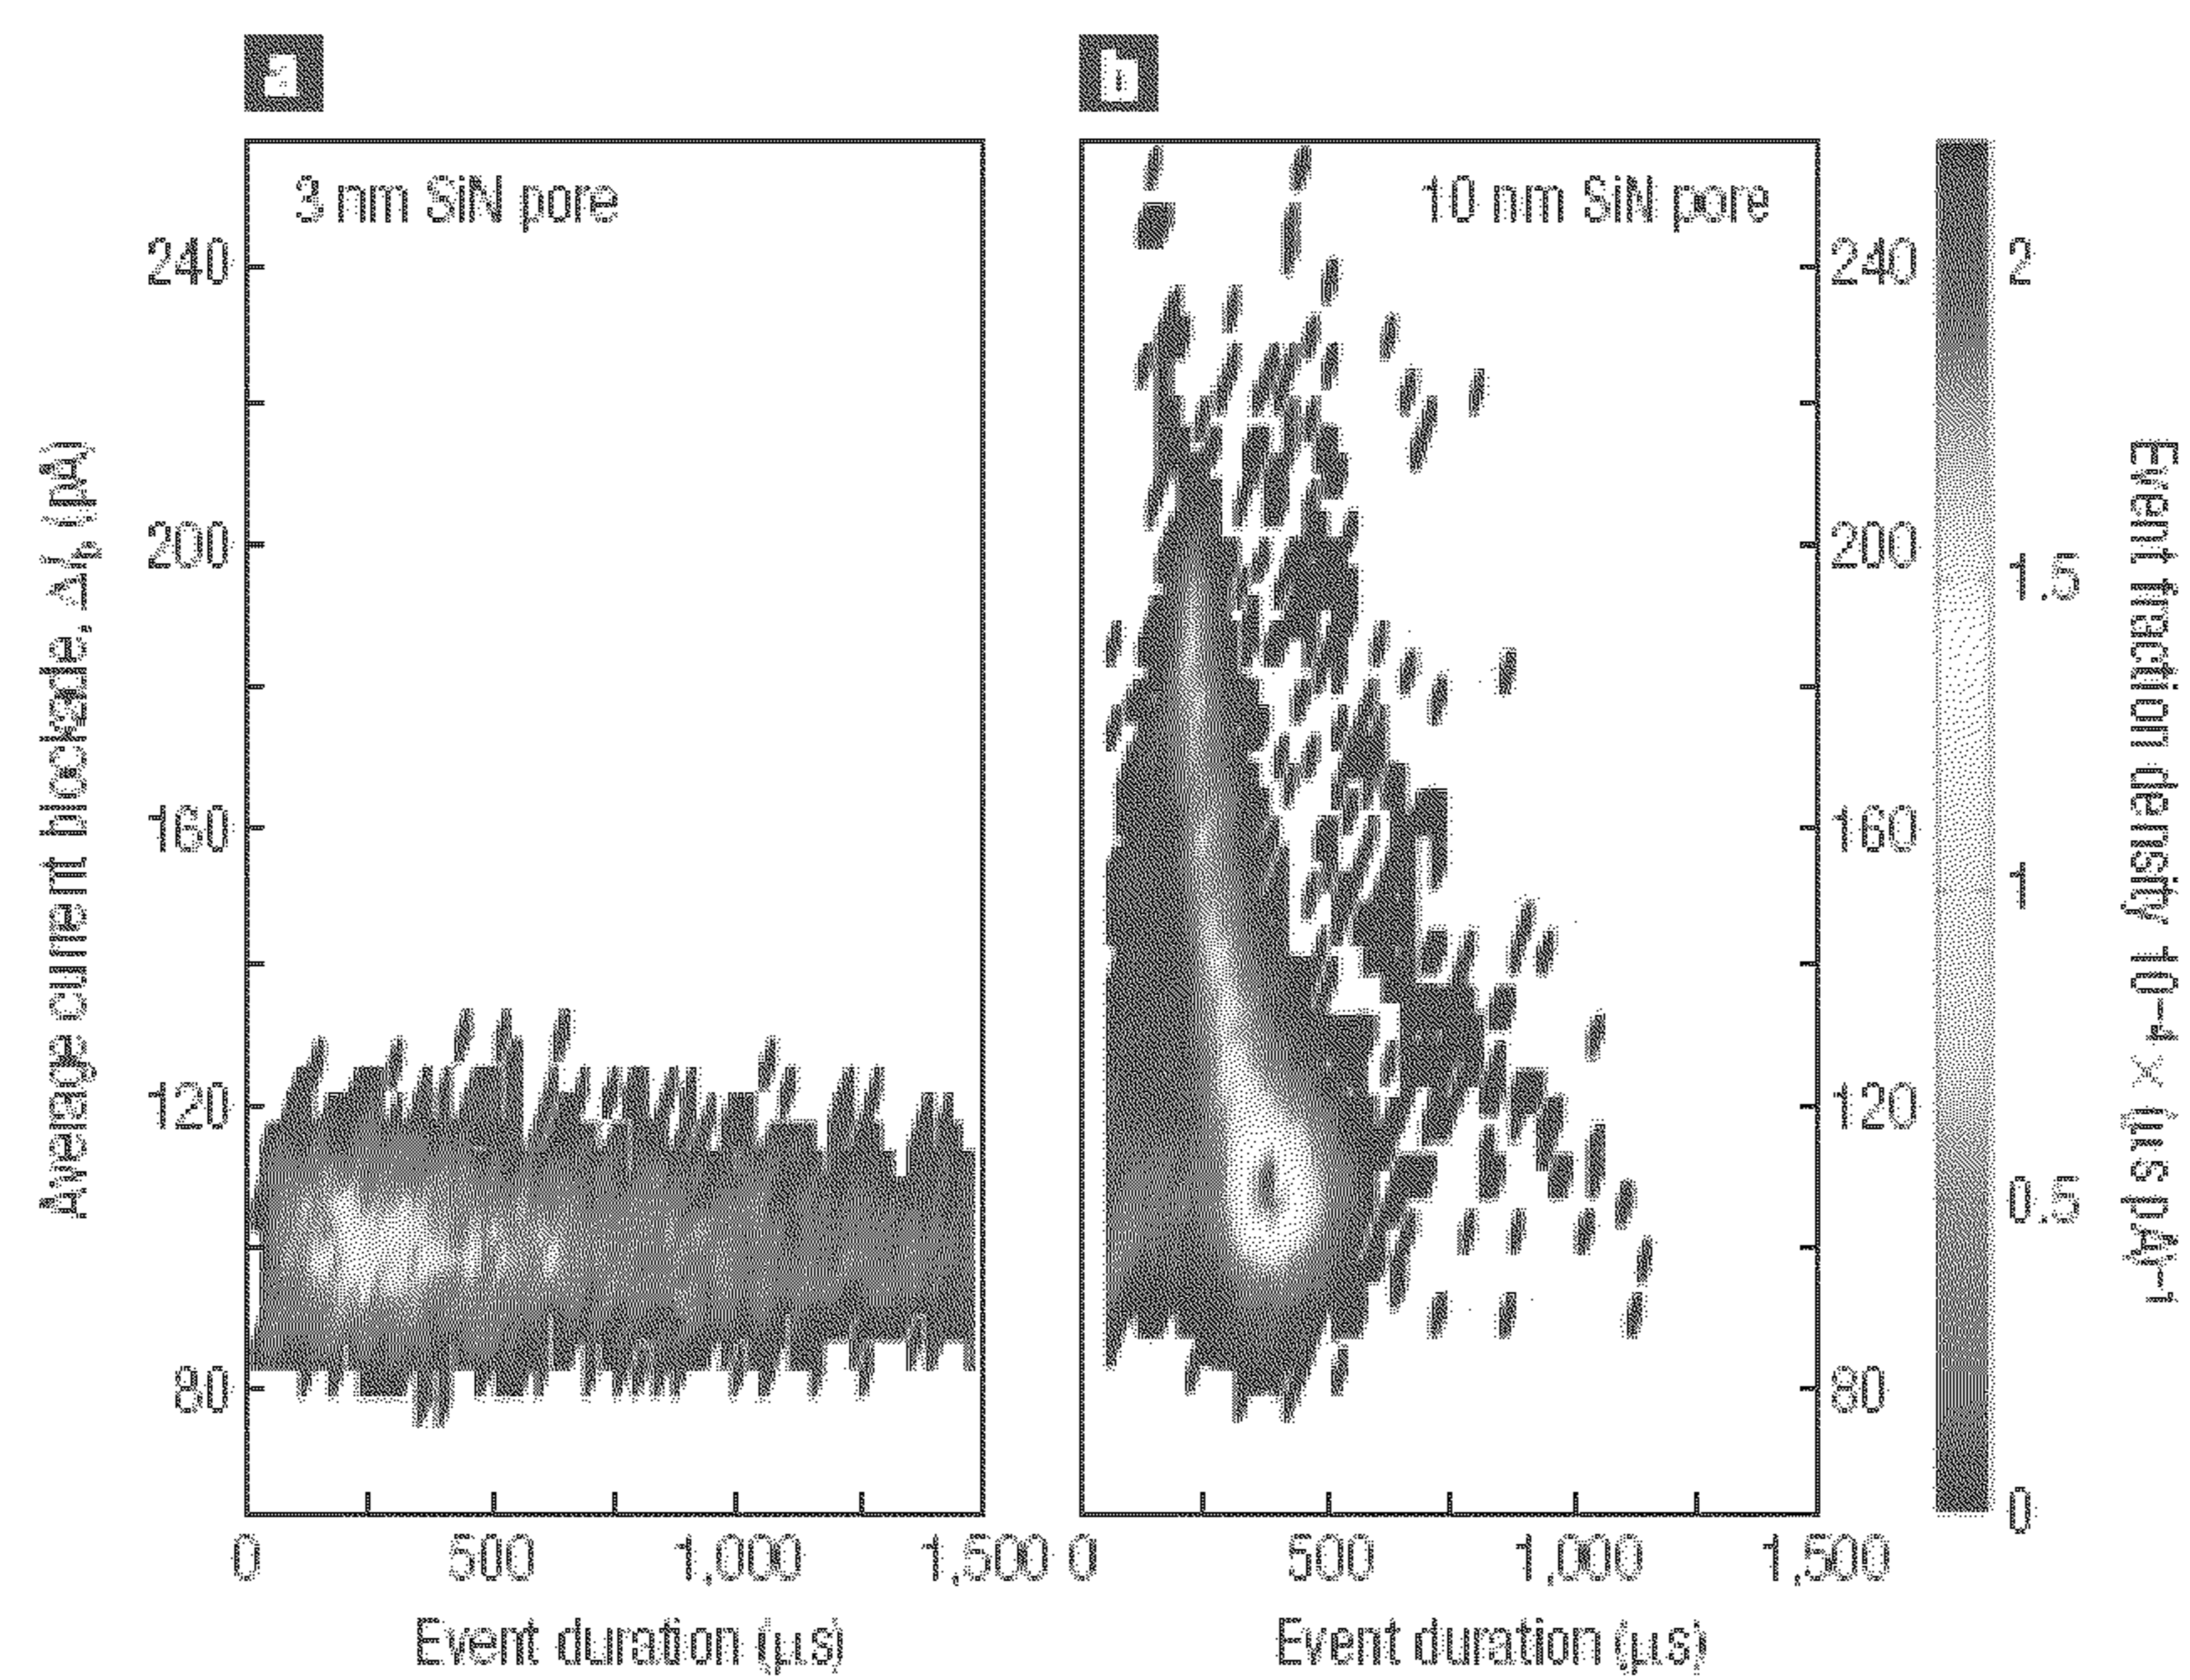 a
b
3 nm SiN pore
10 nm SiN pore
240
200
160
120
80
Average current blockade, ΔIb (pA)
0
500
1,000
1,500
Event duration (μs)
240
200
160
120
80
0
500
1,000
1,500
Event duration (μs)
2
1.5
1
0.5
0
Event fraction density 10–4 × (μs pA)–1